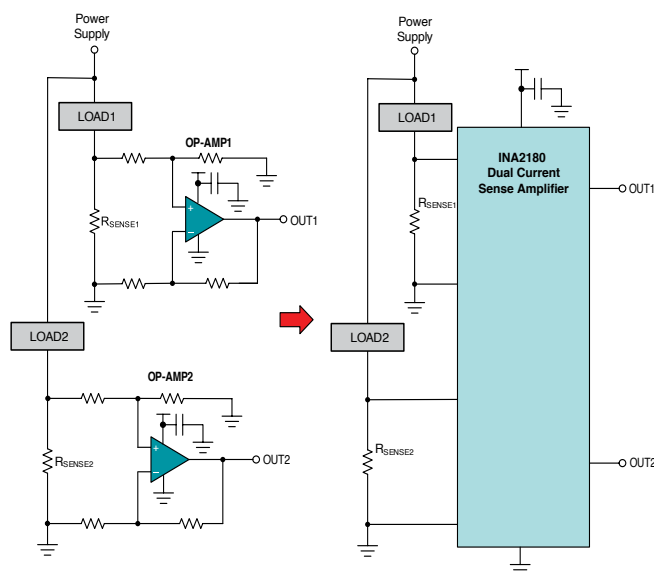 Power
Supply
LOAD1
OP-AMP1
+
−
RSENSE1
OUT1
LOAD2
OP-AMP2
+
−
RSENSE2
OUT2
Power
Supply
LOAD1
INA2180
Dual Current
Sense Amplifier
OUT1
RSENSE1
LOAD2
RSENSE2
OUT2